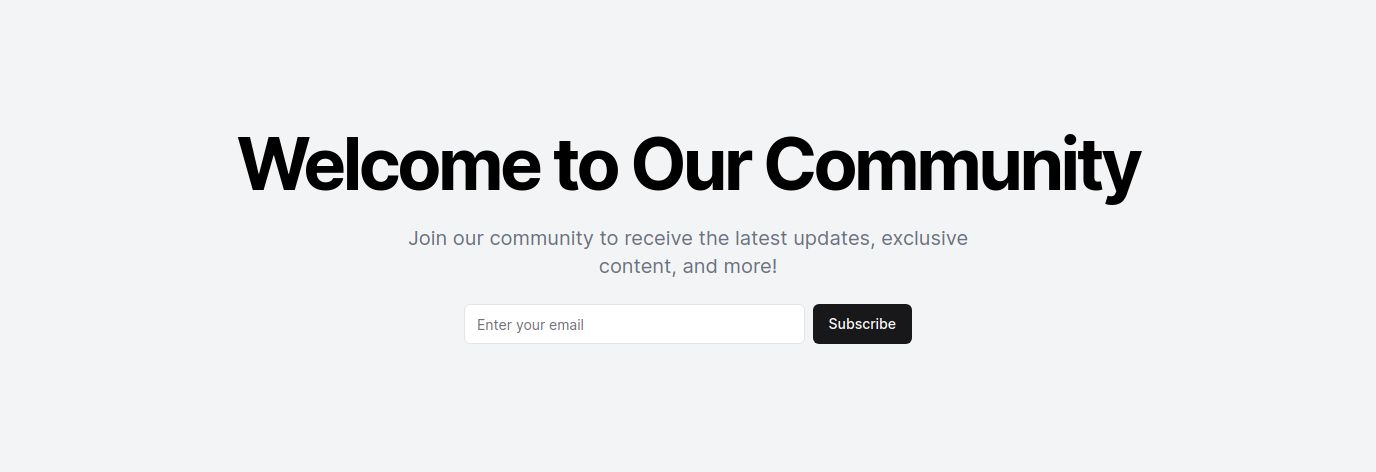 Welcome to Our Community
Join our community to receive the latest updates, exclusive
content, and more!
Enter your email
Subscribe